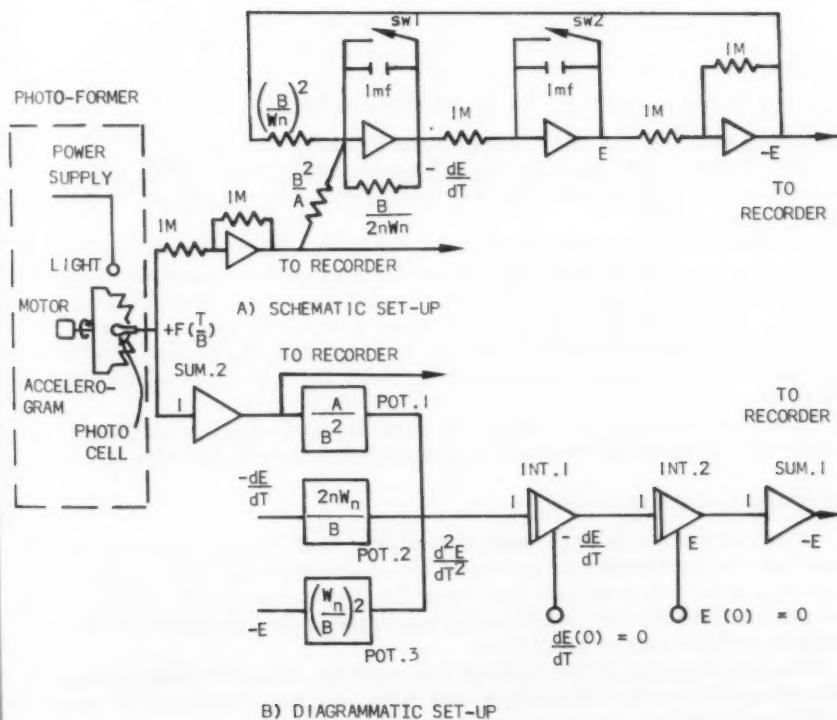 sw1
sw2
1mf
1mf
1M
(B/Wn)²
1M
1M
E
-E
- dE/dT
B²/A
B/2nWn
TO RECORDER
PHOTO-FORMER
POWER SUPPLY
LIGHT
MOTOR
ACCELERO-
GRAM
PHOTO
CELL
+F(T/B)
1M
1M
TO RECORDER
A) SCHEMATIC SET-UP
TO RECORDER
SUM.2
1
A/B²
POT.1
-dE/dT
2nWn/B
POT.2
-E
(Wn/B)²
POT.3
d²E/dT²
INT.1
1
- dE/dT
dE(0)/dT = 0
INT.2
1
E
E (0) = 0
SUM.1
1
-E
TO
RECORDER
B) DIAGRAMMATIC SET-UP